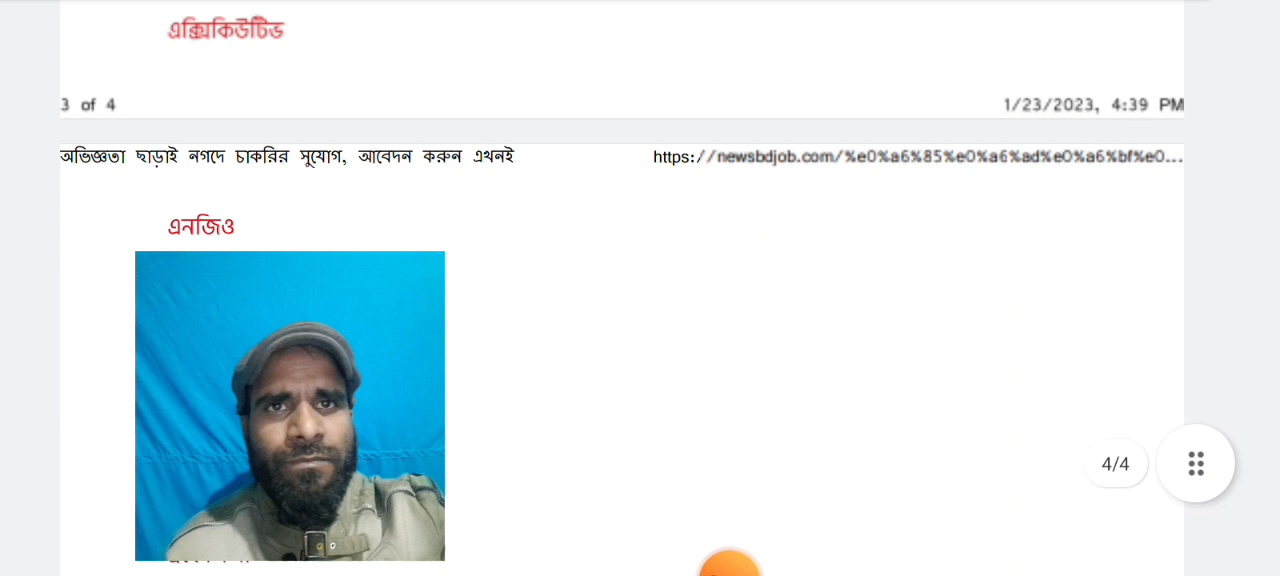 এক্সিকিউটিভ
3 of 4 1/23/2023, 4:39 PM
অভিজ্ঞতা ছাড়াই নগদে চাকরির সুযোগ, আবেদন করুন এখনই https://newsbdjob.com/%e0%a6%85%e0%a6%ad%e0%a6%bf%e0...
এনজিও
4/4